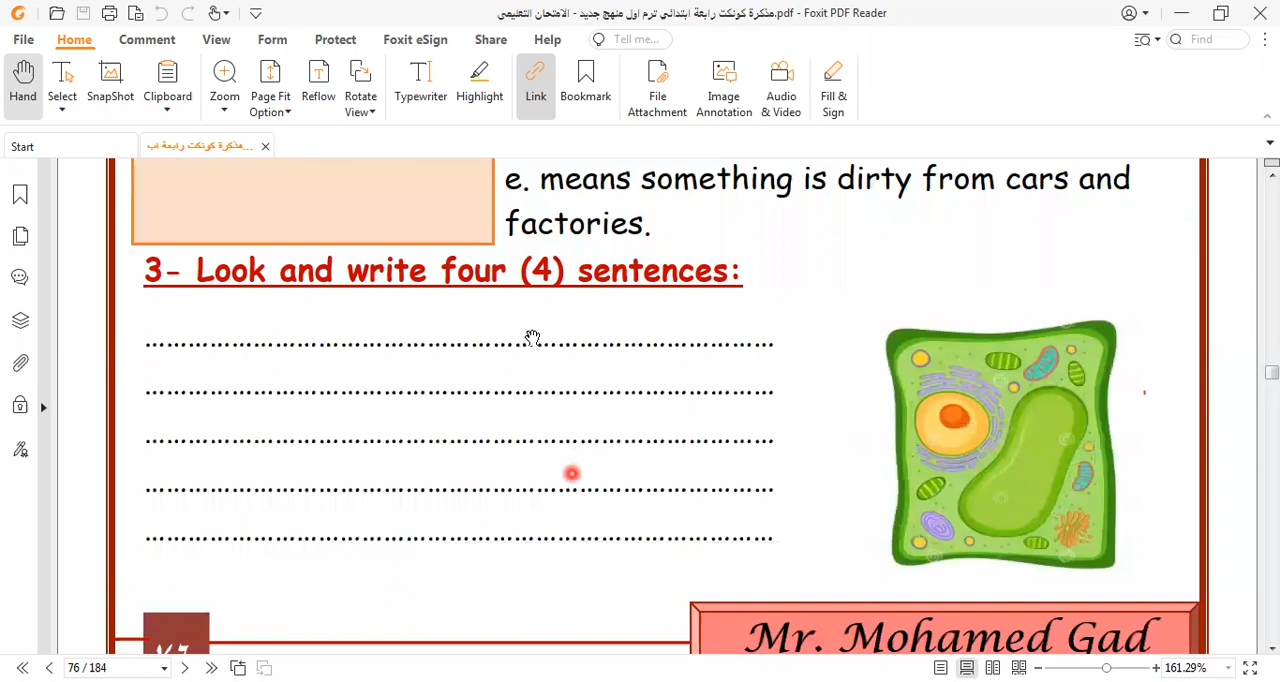 مذكرة كونكت رابعة ابتدائي ترم اول منهج جديد - الامتحان التعليمي.pdf - Foxit PDF Reader
File Home Comment View Form Protect Foxit eSign Share Help Tell me... Find
Hand Select SnapShot Clipboard Zoom Page Fit Option Reflow Rotate View Typewriter Highlight Link Bookmark File Attachment Image Annotation Audio & Video Fill & Sign
Start مذكرة كونكت رابعة اب...
e. means something is dirty from cars and
factories.
3- Look and write four (4) sentences:
٧٦
Mr. Mohamed Gad
76 / 184 161.29%